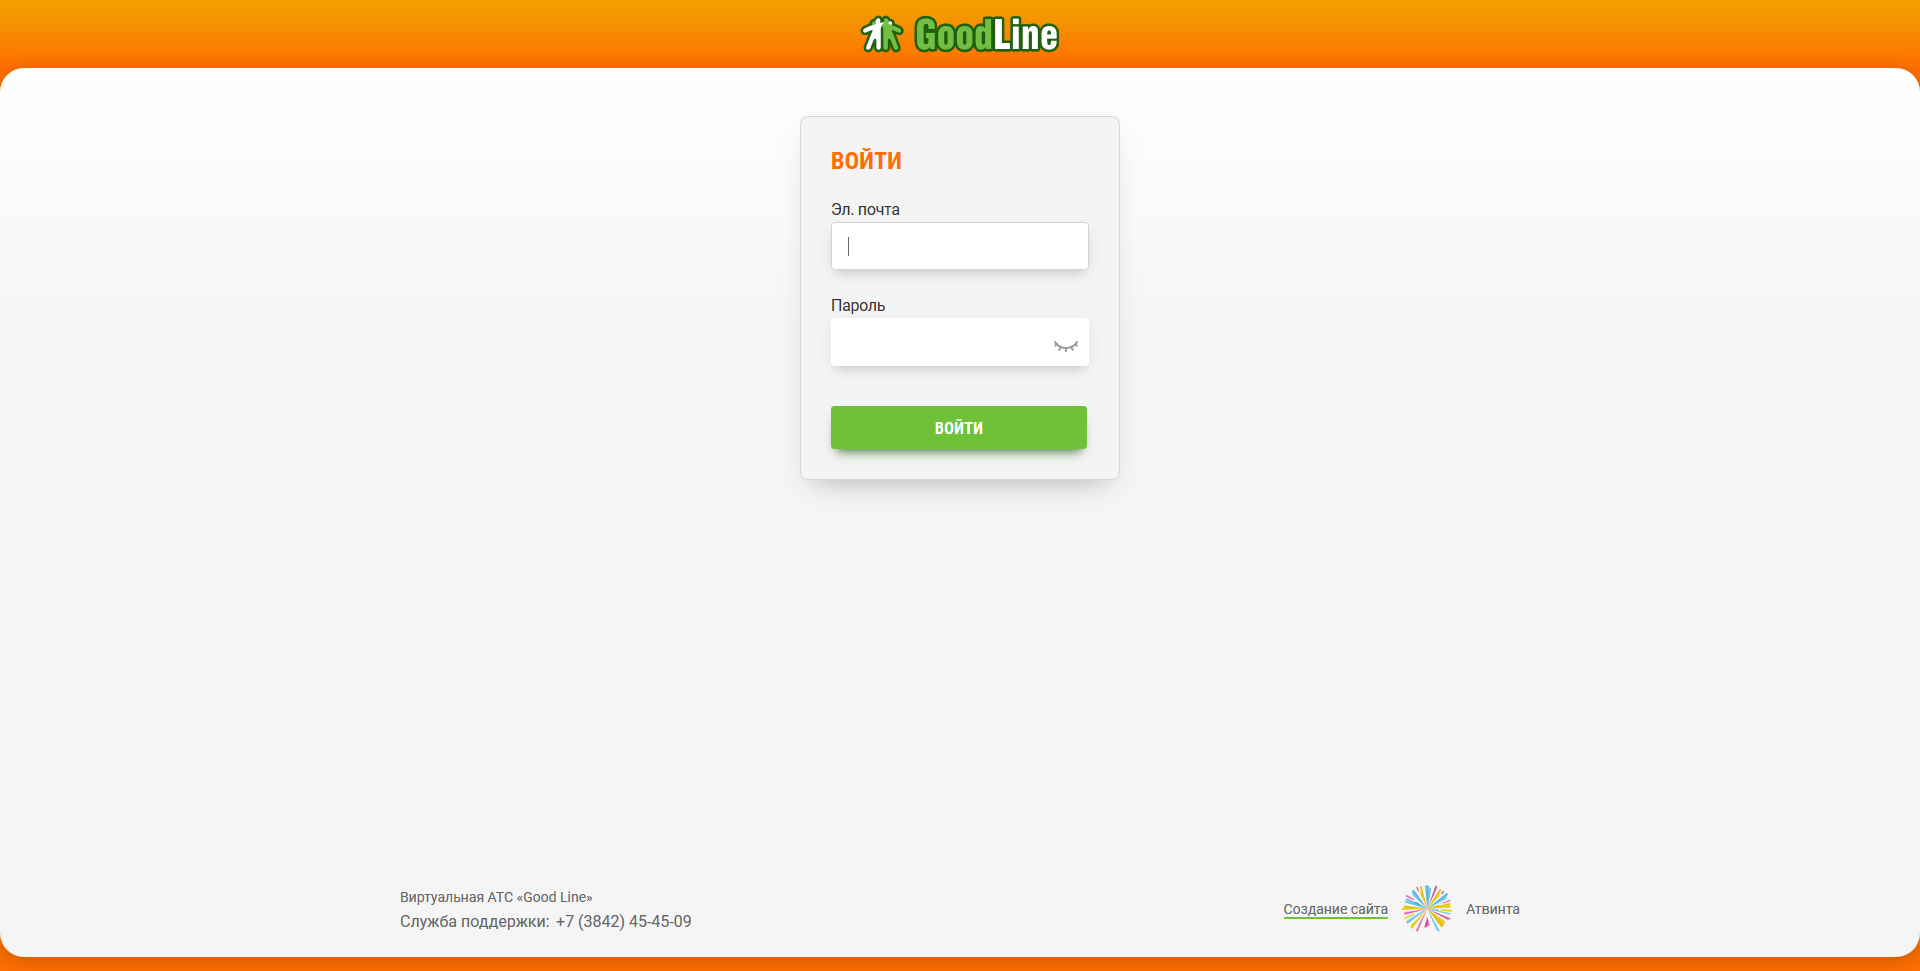 GoodLine
ВОЙТИ
Эл. почта
Пароль
ВОЙТИ
Виртуальная АТС «Good Line»
Служба поддержки: +7 (3842) 45-45-09
Создание сайта
Атвинта